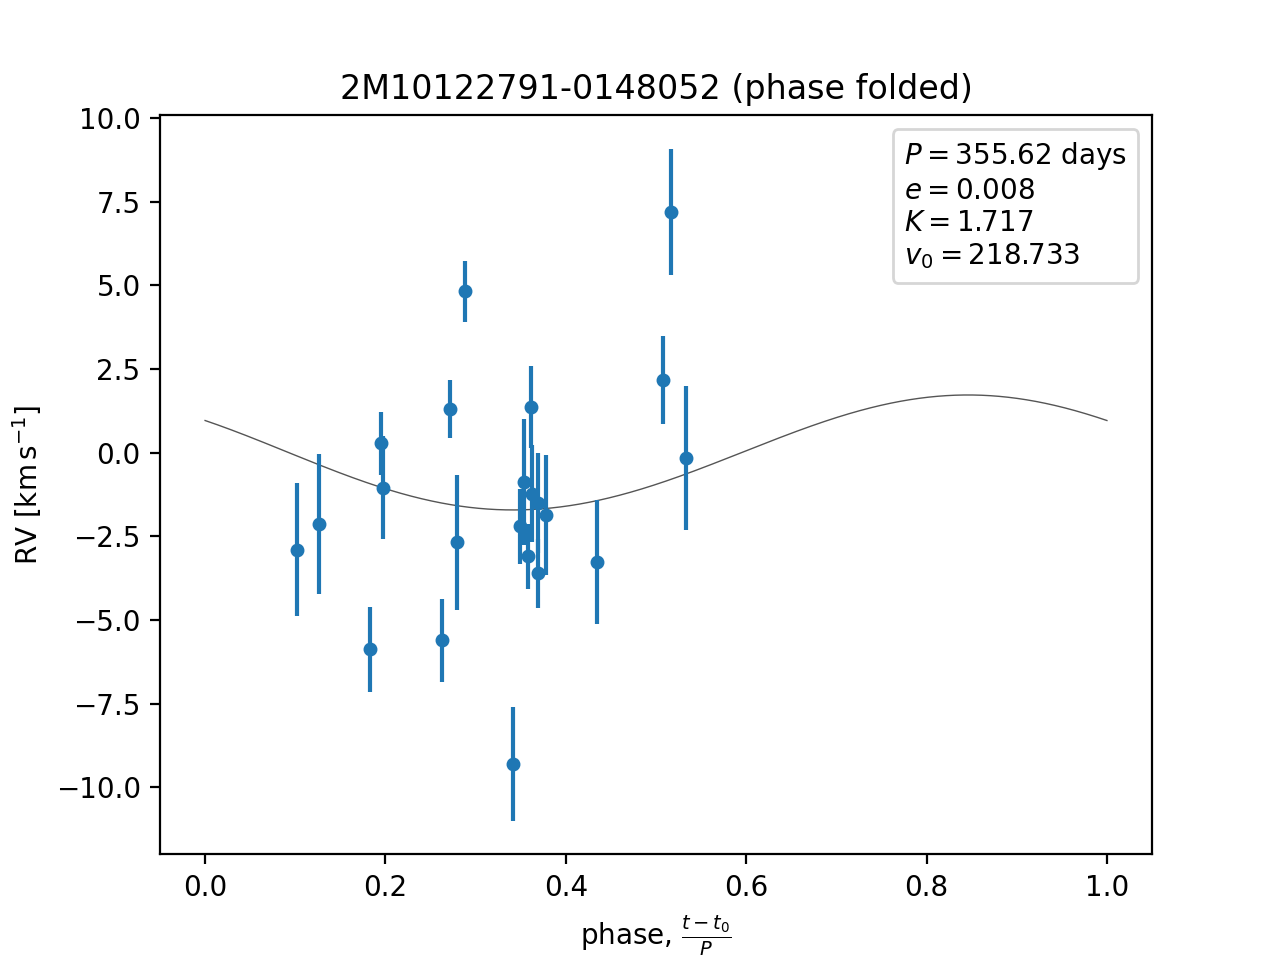 2M10122791-0148052 (phase folded)
P = 355.62 days
e = 0.008
K = 1.717
v₀ = 218.733
10.0
7.5
5.0
2.5
0.0
−2.5
−5.0
−7.5
−10.0
RV [km s⁻¹]
0.0 0.2 0.4 0.6 0.8 1.0
phase, (t − t₀)/P